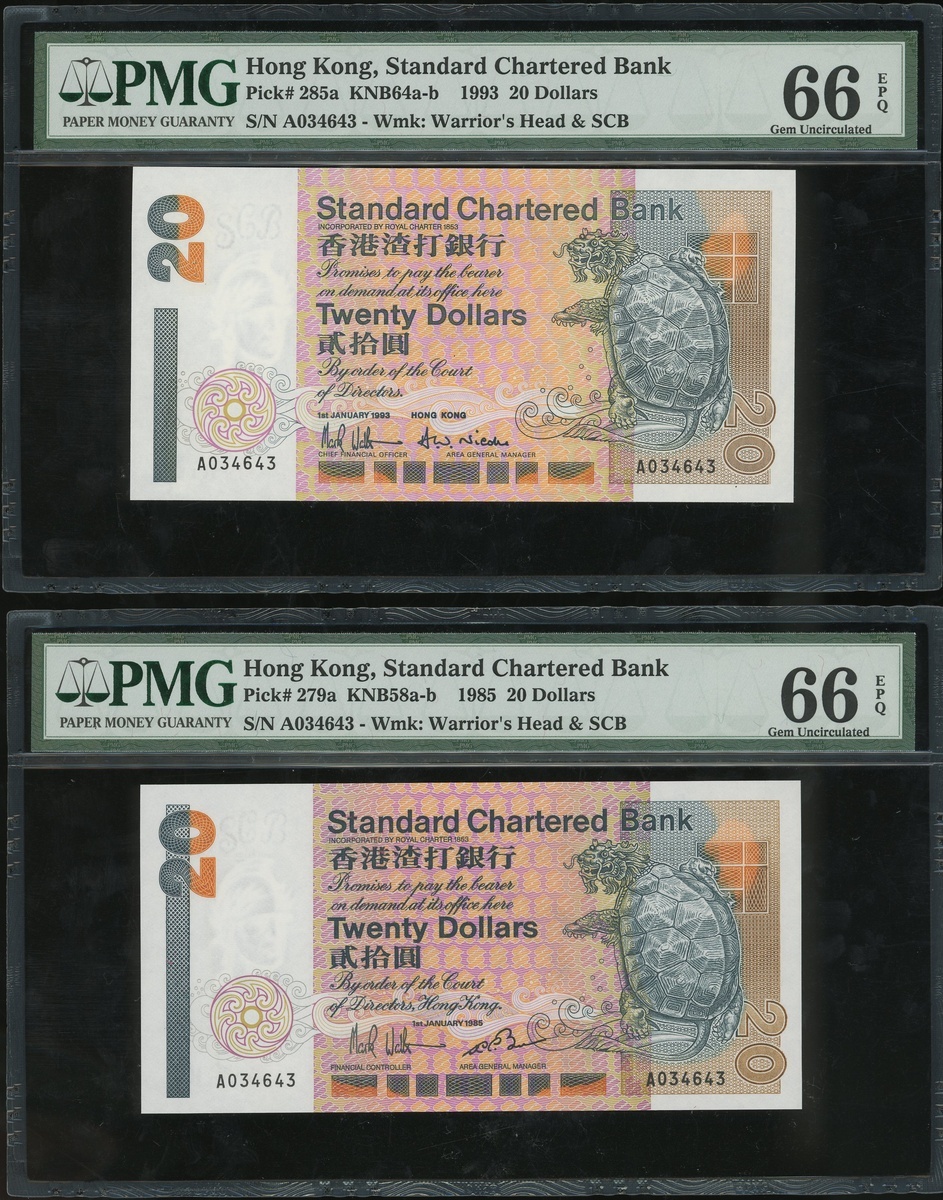 PMG
PAPER MONEY GUARANTY
Hong Kong, Standard Chartered Bank
Pick# 285a KNB64a-b 1993 20 Dollars
S/N A034643 - Wmk: Warrior's Head & SCB
66 EPQ
Gem Uncirculated
20
SCB
Standard Chartered Bank
INCORPORATED BY ROYAL CHARTER 1853
香港渣打銀行
Promises to pay the bearer
on demand at its office here
Twenty Dollars
貳拾圓
By order of the Court
of Directors.
1st JANUARY 1993 HONG KONG
CHIEF FINANCIAL OFFICER AREA GENERAL MANAGER
A034643
A034643
20
PMG
PAPER MONEY GUARANTY
Hong Kong, Standard Chartered Bank
Pick# 279a KNB58a-b 1985 20 Dollars
S/N A034643 - Wmk: Warrior's Head & SCB
66 EPQ
Gem Uncirculated
20
SCB
Standard Chartered Bank
INCORPORATED BY ROYAL CHARTER 1853
香港渣打銀行
Promises to pay the bearer
on demand at its office here
Twenty Dollars
貳拾圓
By order of the Court
of Directors, Hong Kong.
1st JANUARY 1985
FINANCIAL CONTROLLER AREA GENERAL MANAGER
A034643
A034643
20